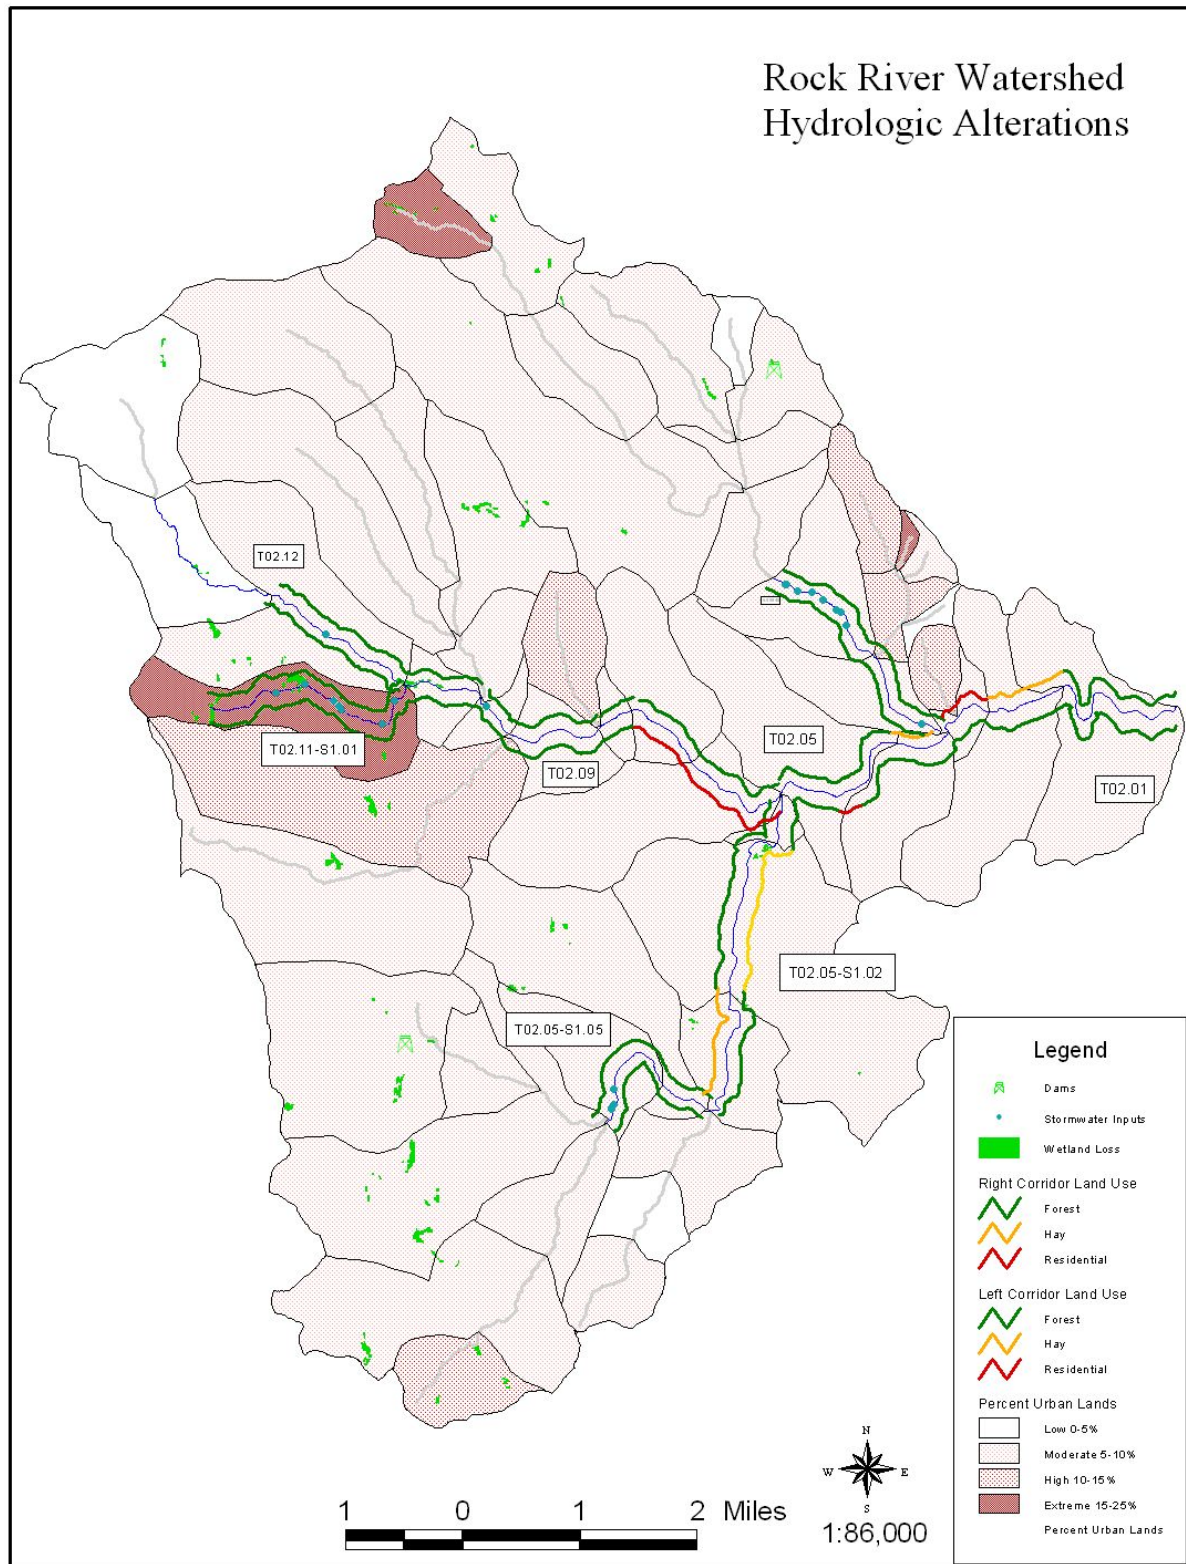 Rock River Watershed
Hydrologic Alterations
T02.12
T02.11-S1.01
T02.09
T02.05
T02.01
T02.05-S1.02
T02.05-S1.05
Legend
Dams
Stormwater Inputs
Wetland Loss
Right Corridor Land Use
Forest
Hay
Residential
Left Corridor Land Use
Forest
Hay
Residential
Percent Urban Lands
Low 0-5%
Moderate 5-10%
High 10-15%
Extreme 15-25%
Percent Urban Lands
N
W E
S
1:86,000
1 0 1 2 Miles